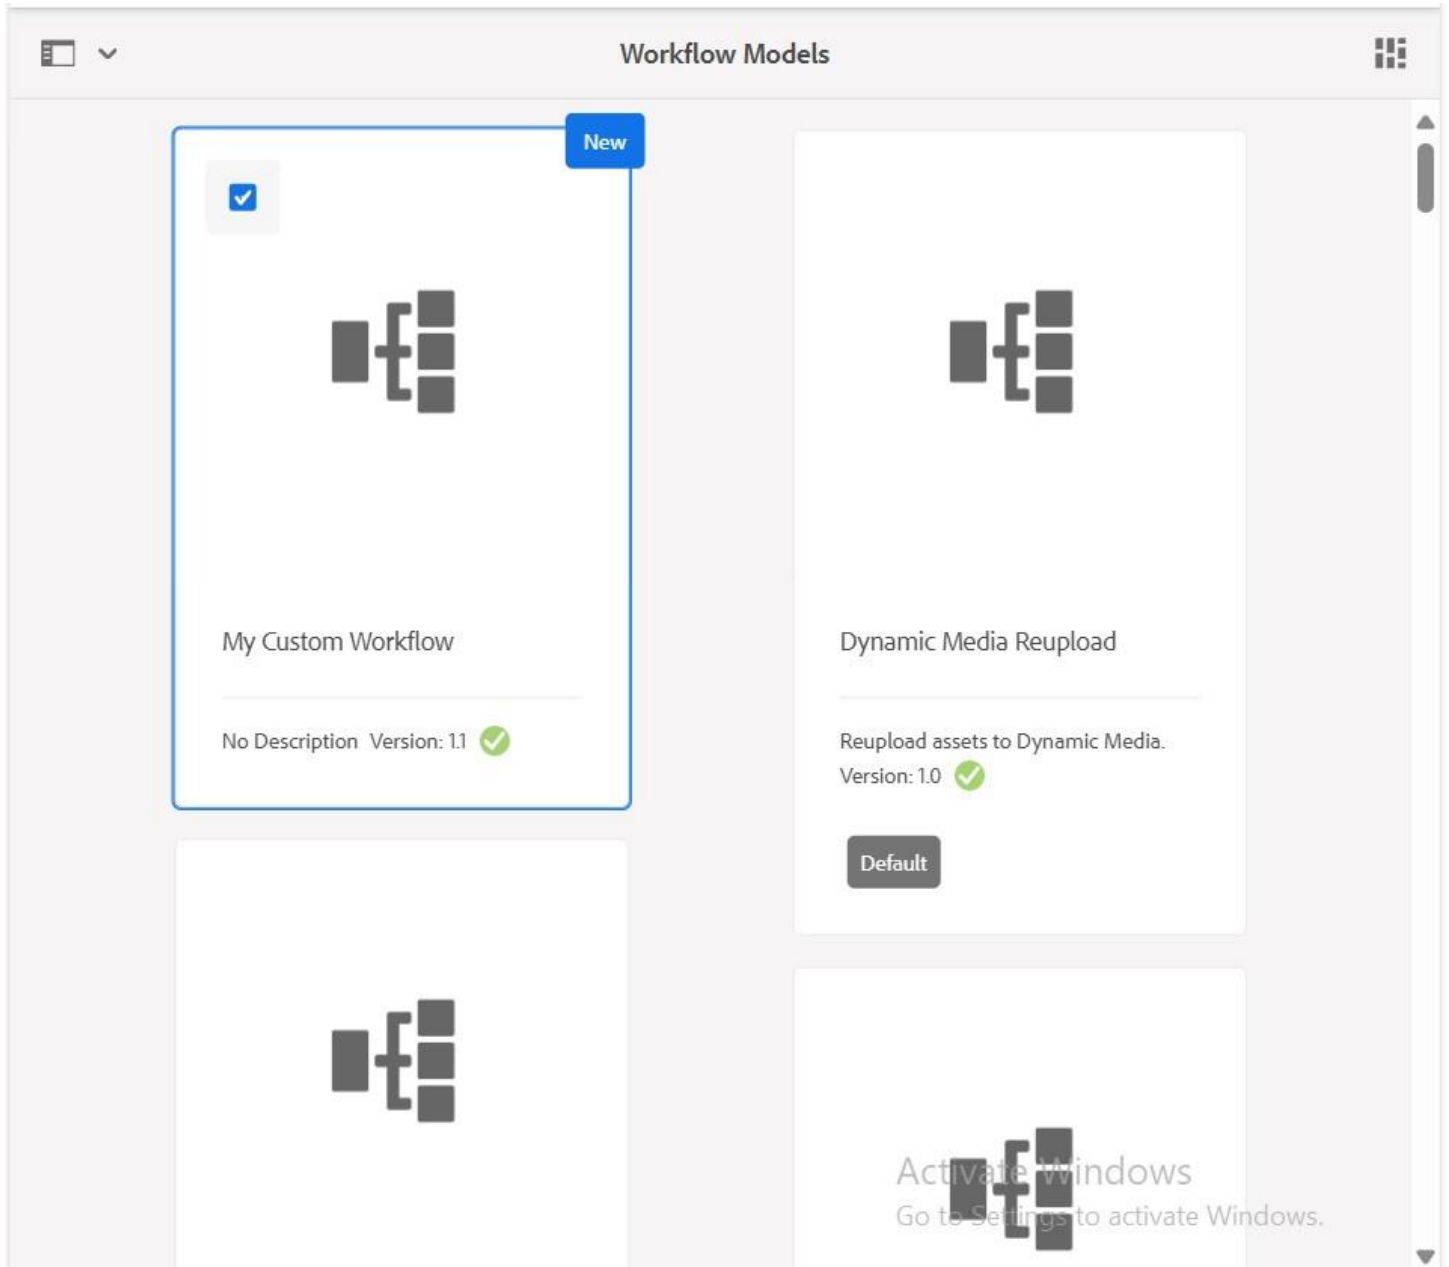 Workflow Models
New
My Custom Workflow
No Description Version: 1.1
Dynamic Media Reupload
Reupload assets to Dynamic Media.
Version: 1.0
Default
Activate Windows
Go to Settings to activate Windows.